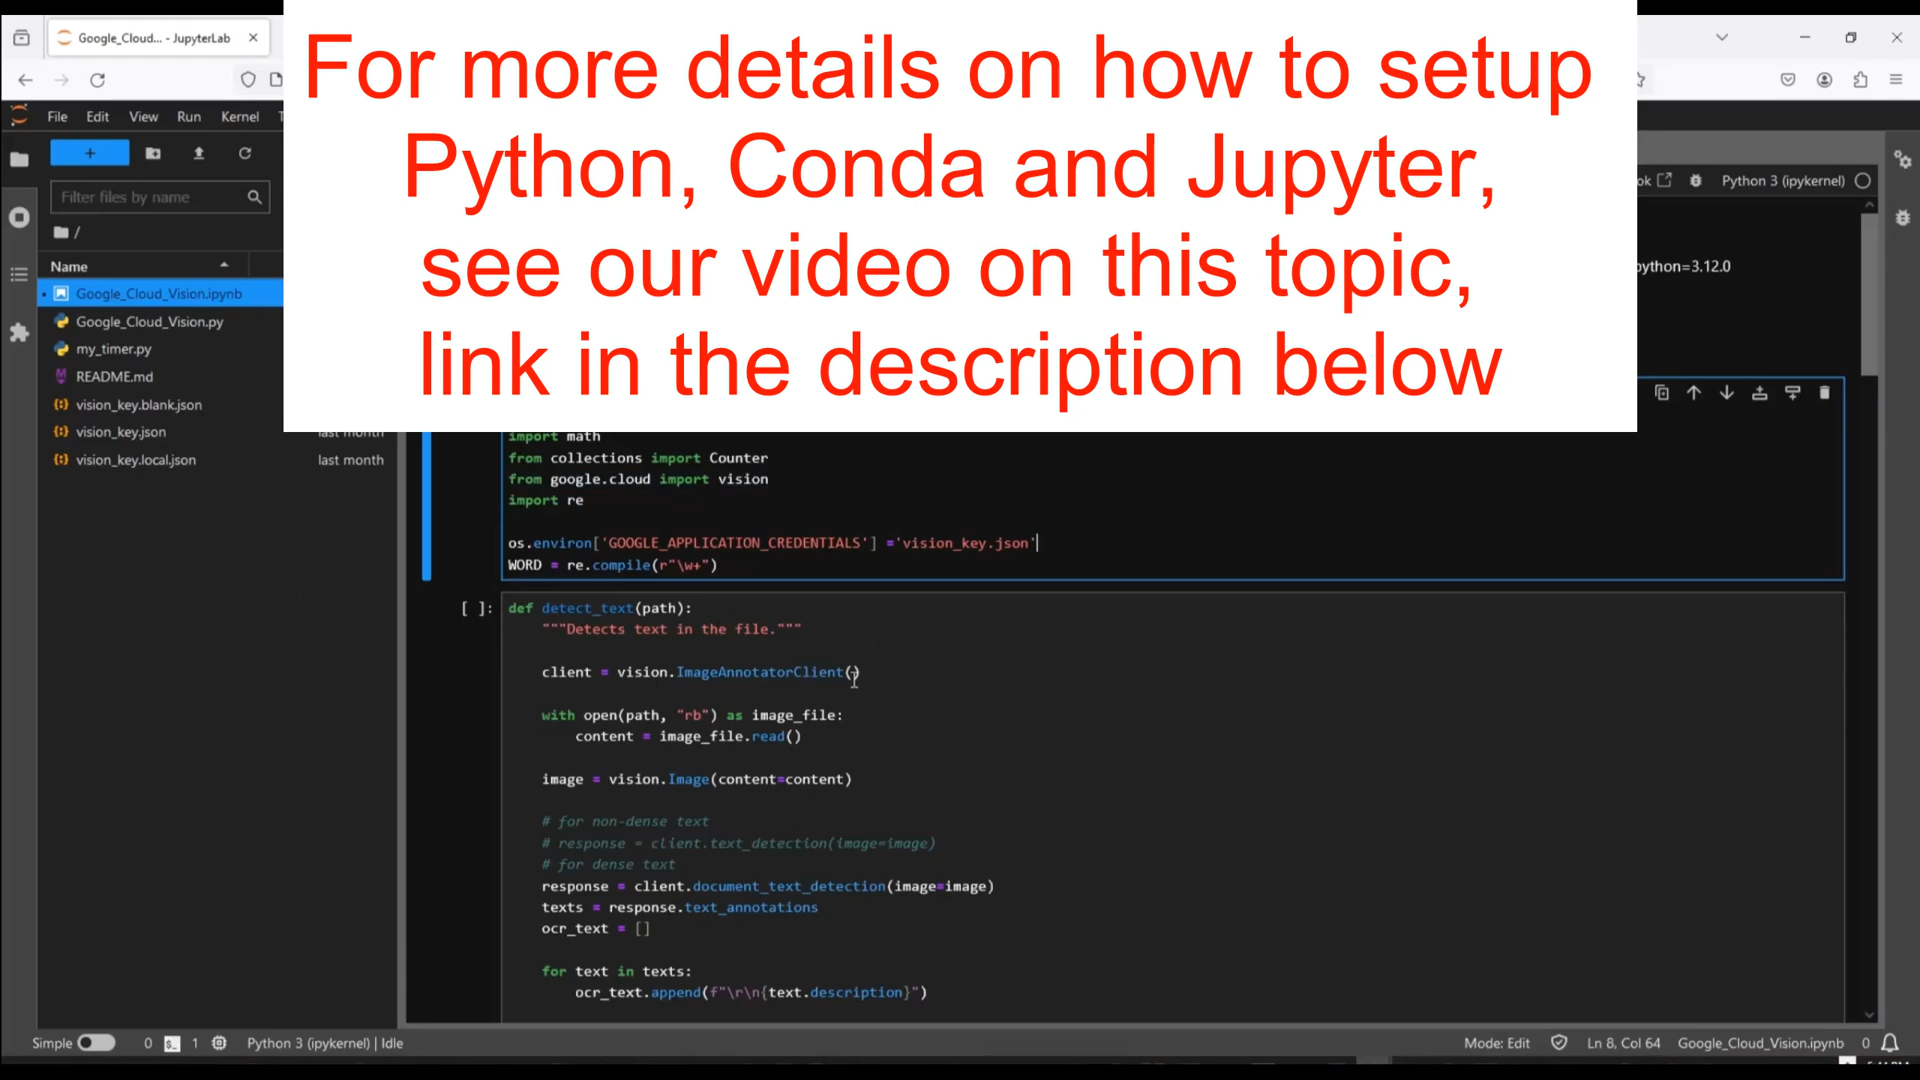 Google_Cloud... - JupyterLab
For more details on how to setup
Python, Conda and Jupyter,
see our video on this topic,
link in the description below
File Edit View Run Kernel
Filter files by name
/
Name
Google_Cloud_Vision.ipynb
Google_Cloud_Vision.py
my_timer.py
README.md
vision_key.blank.json
vision_key.json last month
vision_key.local.json last month
ok Python 3 (ipykernel)
python=3.12.0
import math
from collections import Counter
from google.cloud import vision
import re
os.environ['GOOGLE_APPLICATION_CREDENTIALS'] ='vision_key.json'
WORD = re.compile(r"\w+")
[ ]: def detect_text(path):
"""Detects text in the file."""
client = vision.ImageAnnotatorClient()
with open(path, "rb") as image_file:
content = image_file.read()
image = vision.Image(content=content)
# for non-dense text
# response = client.text_detection(image=image)
# for dense text
response = client.document_text_detection(image=image)
texts = response.text_annotations
ocr_text = []
for text in texts:
ocr_text.append(f"\r\n{text.description}")
Simple 0 $_ 1 Python 3 (ipykernel) | Idle Mode: Edit Ln 8, Col 64 Google_Cloud_Vision.ipynb 0